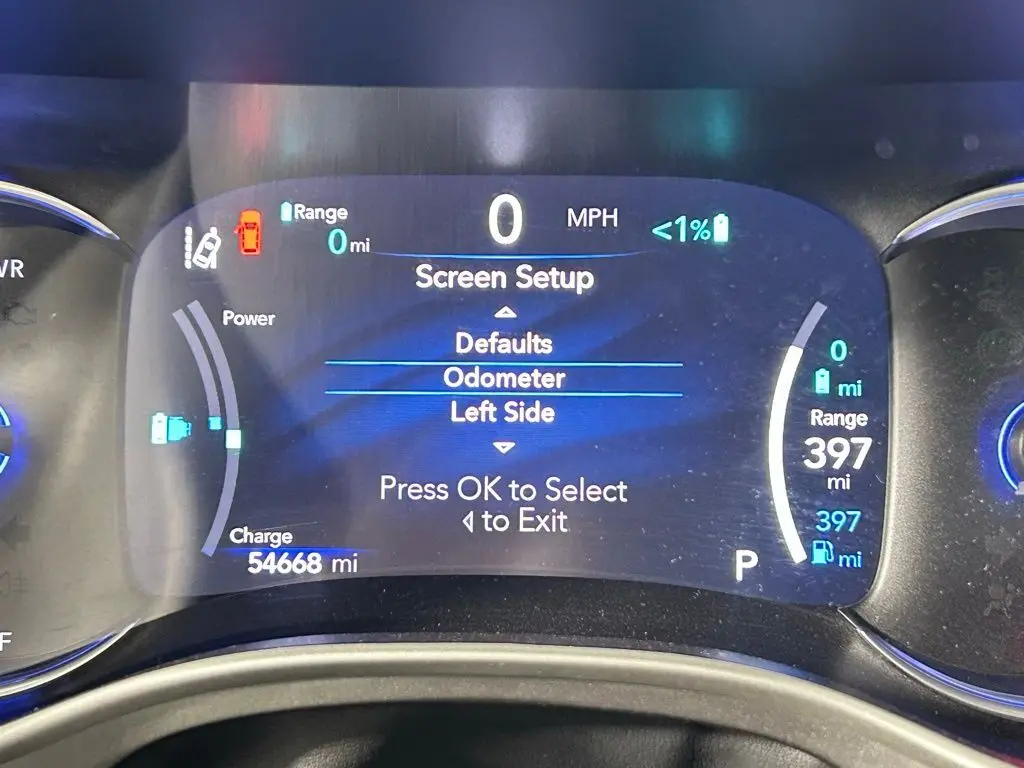 Range
0 mi
0 MPH
<1%
Screen Setup
Defaults
Odometer
Left Side
Press OK to Select
to Exit
Power
Charge
54668 mi
0
mi
Range
397
mi
397
mi
P
WR
F